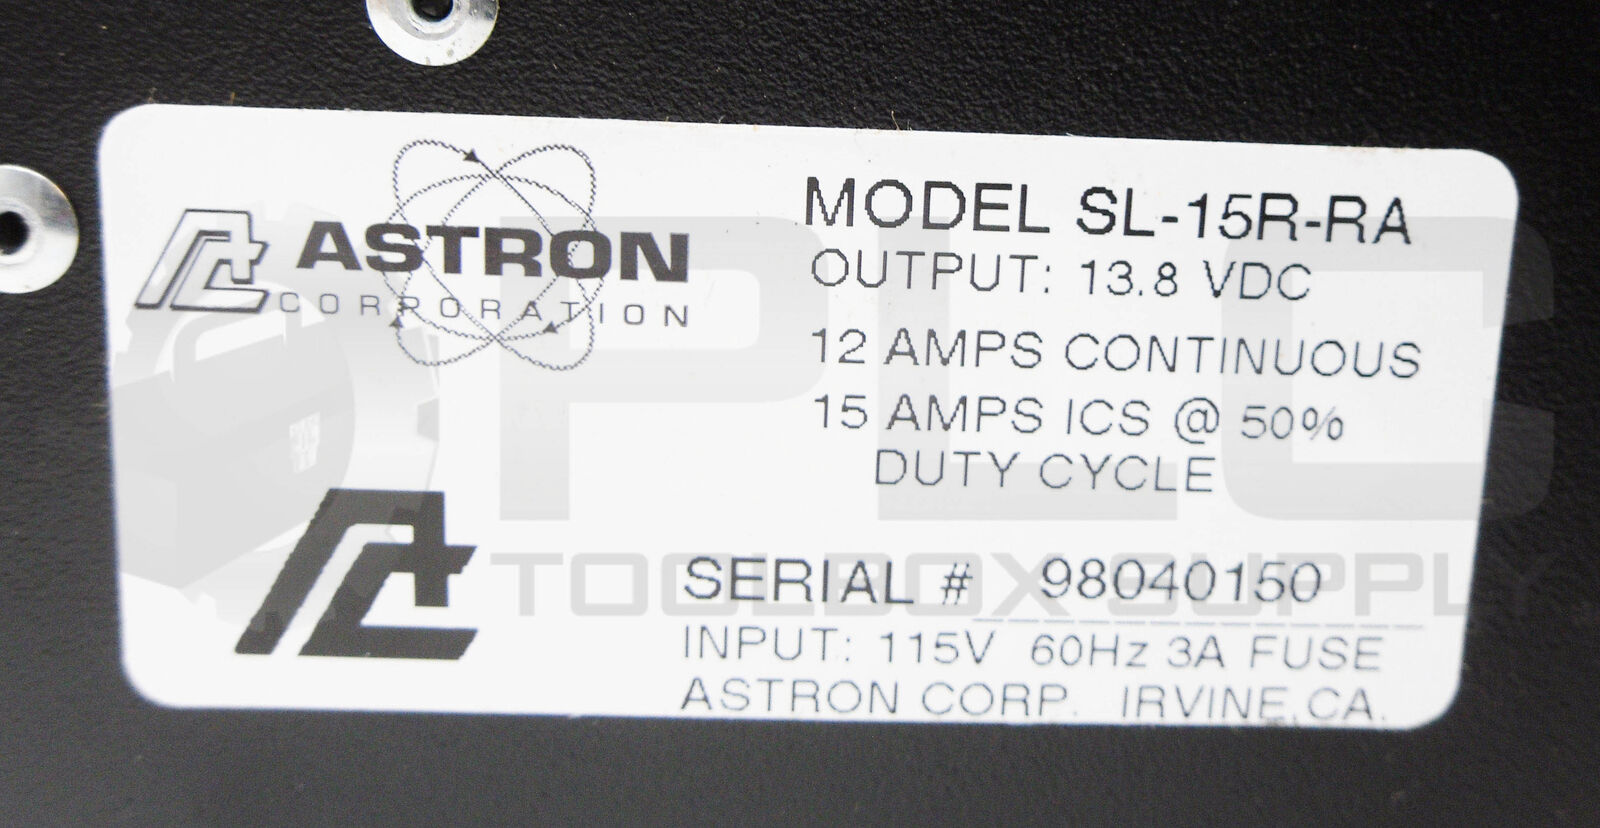 ASTRON
CORPORATION
MODEL SL-15R-RA
OUTPUT: 13.8 VDC
12 AMPS CONTINUOUS
15 AMPS ICS @ 50%
DUTY CYCLE
SERIAL # 98040150
INPUT: 115V 60Hz 3A FUSE
ASTRON CORP. IRVINE, CA.
PLC
TOOLBOX SUPPLY